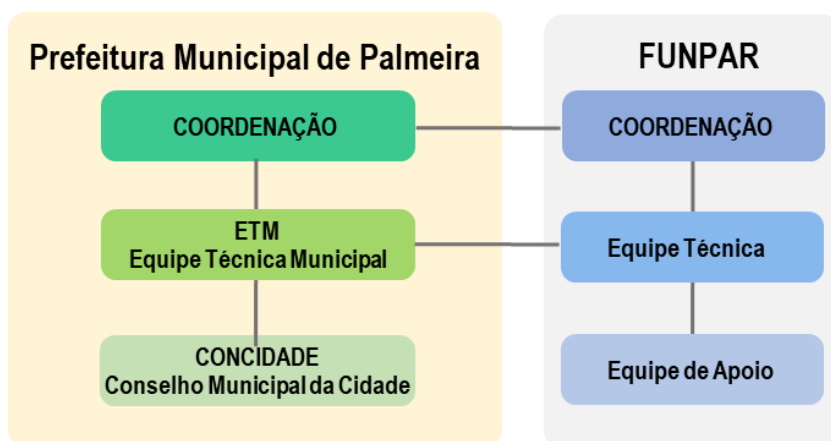 Prefeitura Municipal de Palmeira
COORDENAÇÃO
ETM
Equipe Técnica Municipal
CONCIDADE
Conselho Municipal da Cidade
FUNPAR
COORDENAÇÃO
Equipe Técnica
Equipe de Apoio